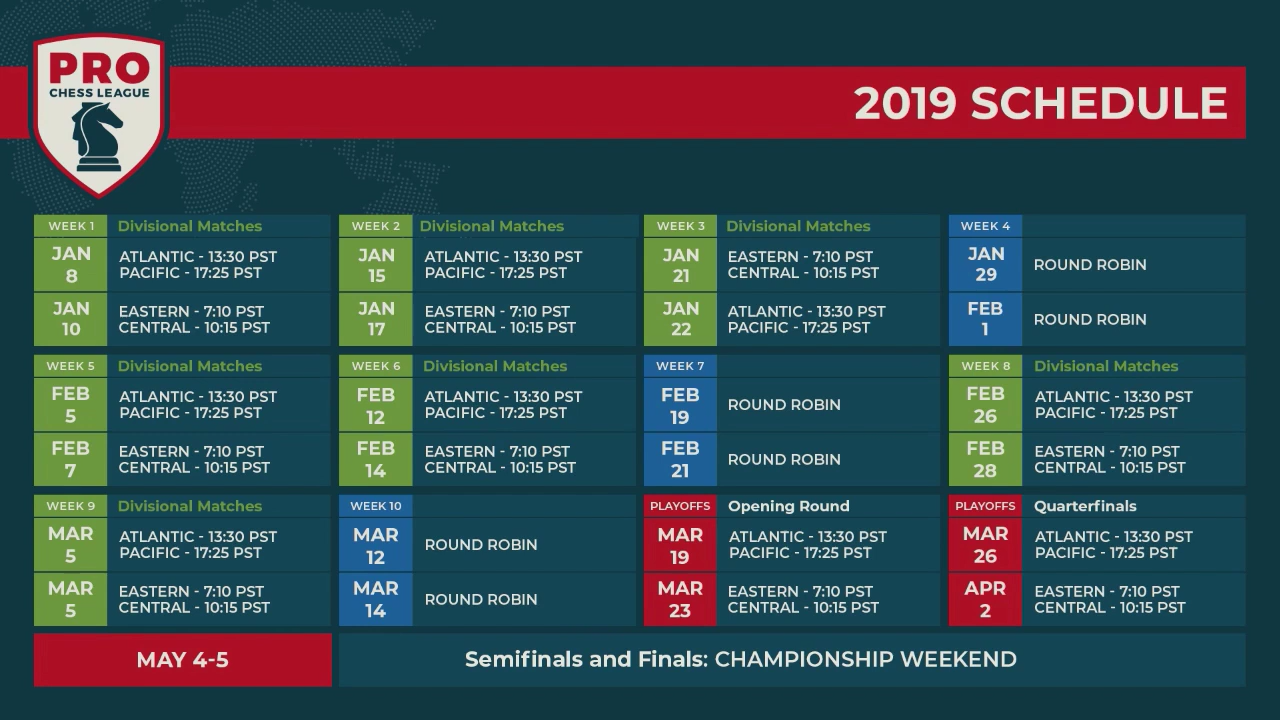 PRO
CHESS LEAGUE
2019 SCHEDULE
WEEK 1 Divisional Matches
JAN 8
ATLANTIC - 13:30 PST
PACIFIC - 17:25 PST
JAN 10
EASTERN - 7:10 PST
CENTRAL - 10:15 PST
WEEK 2 Divisional Matches
JAN 15
ATLANTIC - 13:30 PST
PACIFIC - 17:25 PST
JAN 17
EASTERN - 7:10 PST
CENTRAL - 10:15 PST
WEEK 3 Divisional Matches
JAN 21
EASTERN - 7:10 PST
CENTRAL - 10:15 PST
JAN 22
ATLANTIC - 13:30 PST
PACIFIC - 17:25 PST
WEEK 4
JAN 29
ROUND ROBIN
FEB 1
ROUND ROBIN
WEEK 5 Divisional Matches
FEB 5
ATLANTIC - 13:30 PST
PACIFIC - 17:25 PST
FEB 7
EASTERN - 7:10 PST
CENTRAL - 10:15 PST
WEEK 6 Divisional Matches
FEB 12
ATLANTIC - 13:30 PST
PACIFIC - 17:25 PST
FEB 14
EASTERN - 7:10 PST
CENTRAL - 10:15 PST
WEEK 7
FEB 19
ROUND ROBIN
FEB 21
ROUND ROBIN
WEEK 8 Divisional Matches
FEB 26
ATLANTIC - 13:30 PST
PACIFIC - 17:25 PST
FEB 28
EASTERN - 7:10 PST
CENTRAL - 10:15 PST
WEEK 9 Divisional Matches
MAR 5
ATLANTIC - 13:30 PST
PACIFIC - 17:25 PST
MAR 5
EASTERN - 7:10 PST
CENTRAL - 10:15 PST
WEEK 10
MAR 12
ROUND ROBIN
MAR 14
ROUND ROBIN
PLAYOFFS Opening Round
MAR 19
ATLANTIC - 13:30 PST
PACIFIC - 17:25 PST
MAR 23
EASTERN - 7:10 PST
CENTRAL - 10:15 PST
PLAYOFFS Quarterfinals
MAR 26
ATLANTIC - 13:30 PST
PACIFIC - 17:25 PST
APR 2
EASTERN - 7:10 PST
CENTRAL - 10:15 PST
MAY 4-5
Semifinals and Finals: CHAMPIONSHIP WEEKEND